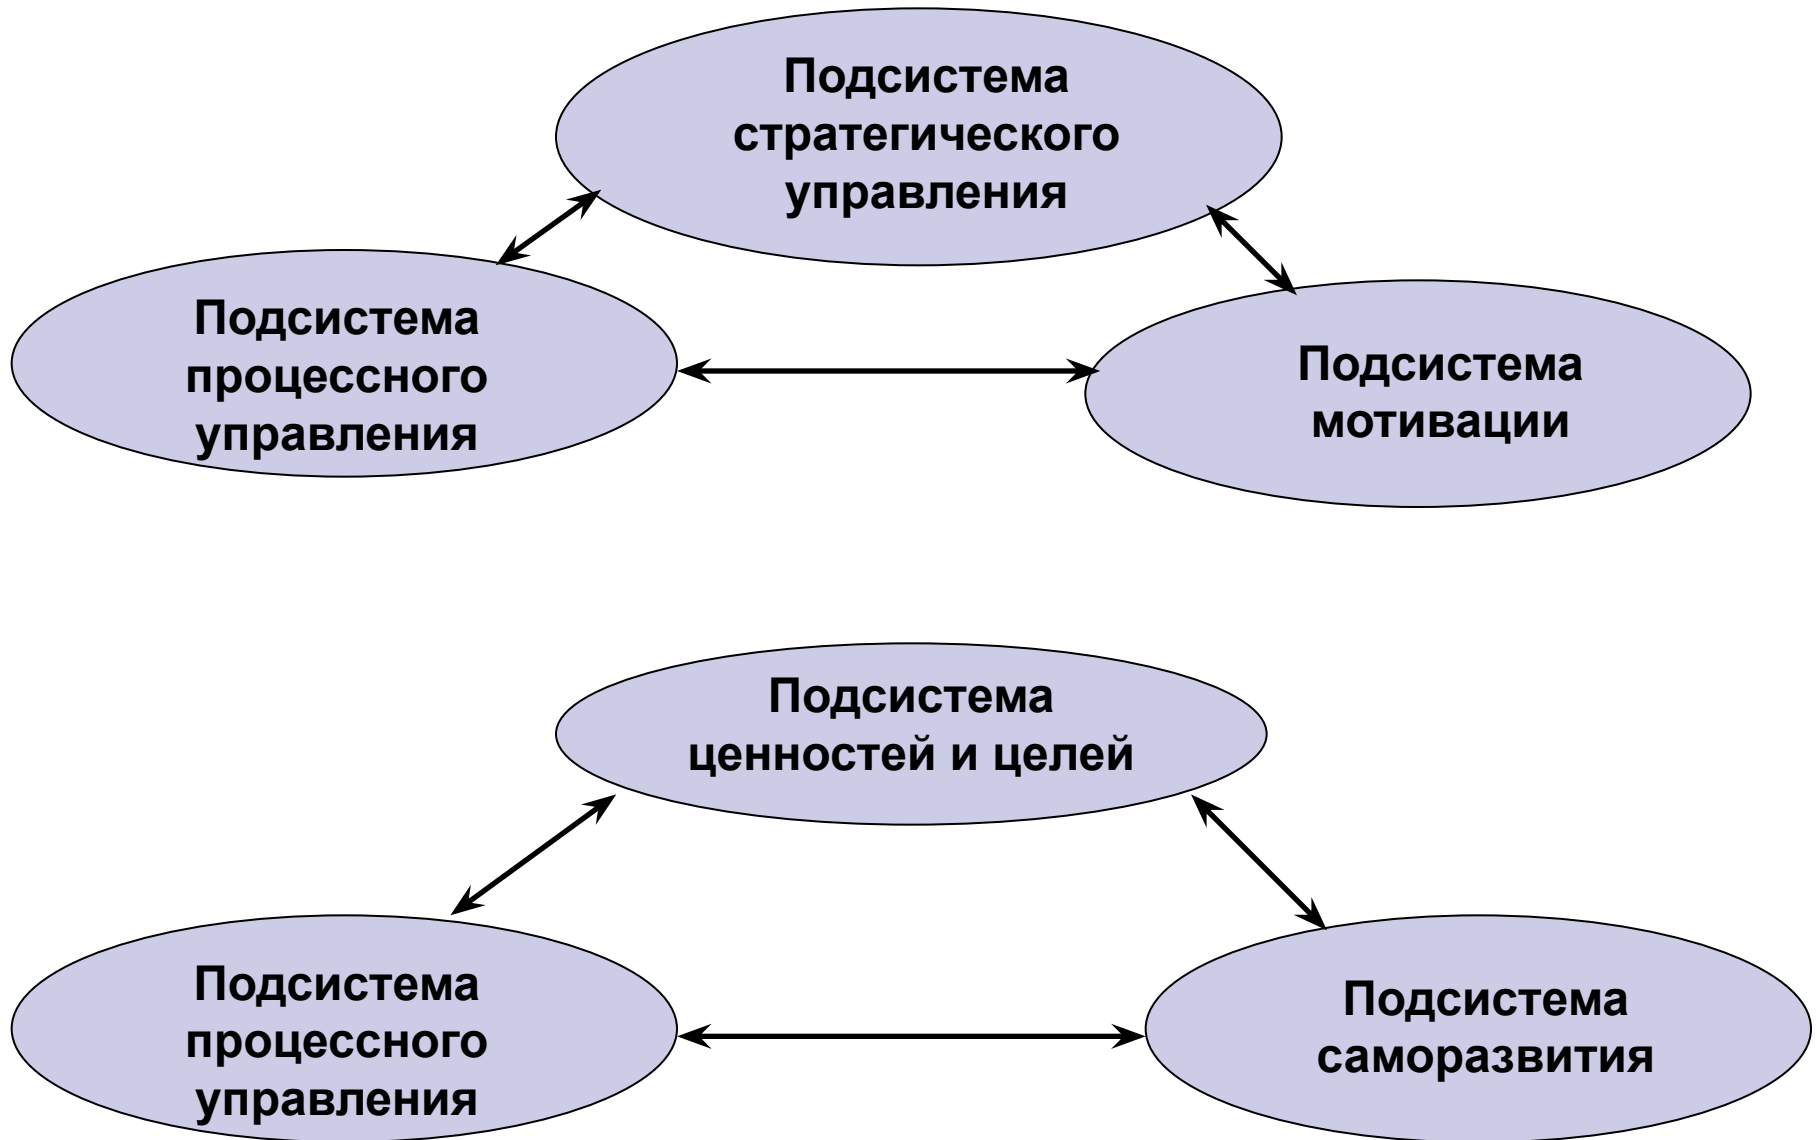 Подсистема
стратегического
управления
Подсистема
процессного
управления
Подсистема
мотивации
Подсистема
ценностей и целей
Подсистема
процессного
управления
Подсистема
саморазвития